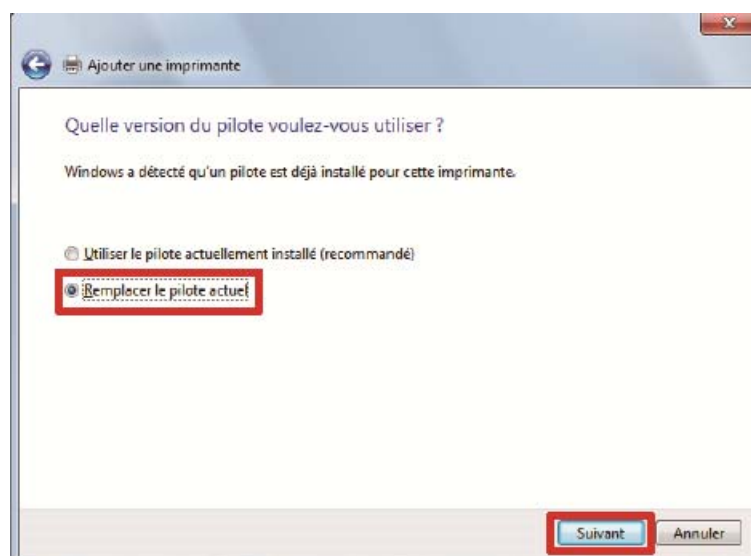 Ajouter une imprimante
Quelle version du pilote voulez-vous utiliser ?
Windows a détecté qu'un pilote est déjà installé pour cette imprimante.
Utiliser le pilote actuellement installé (recommandé)
Remplacer le pilote actuel
Suivant Annuler